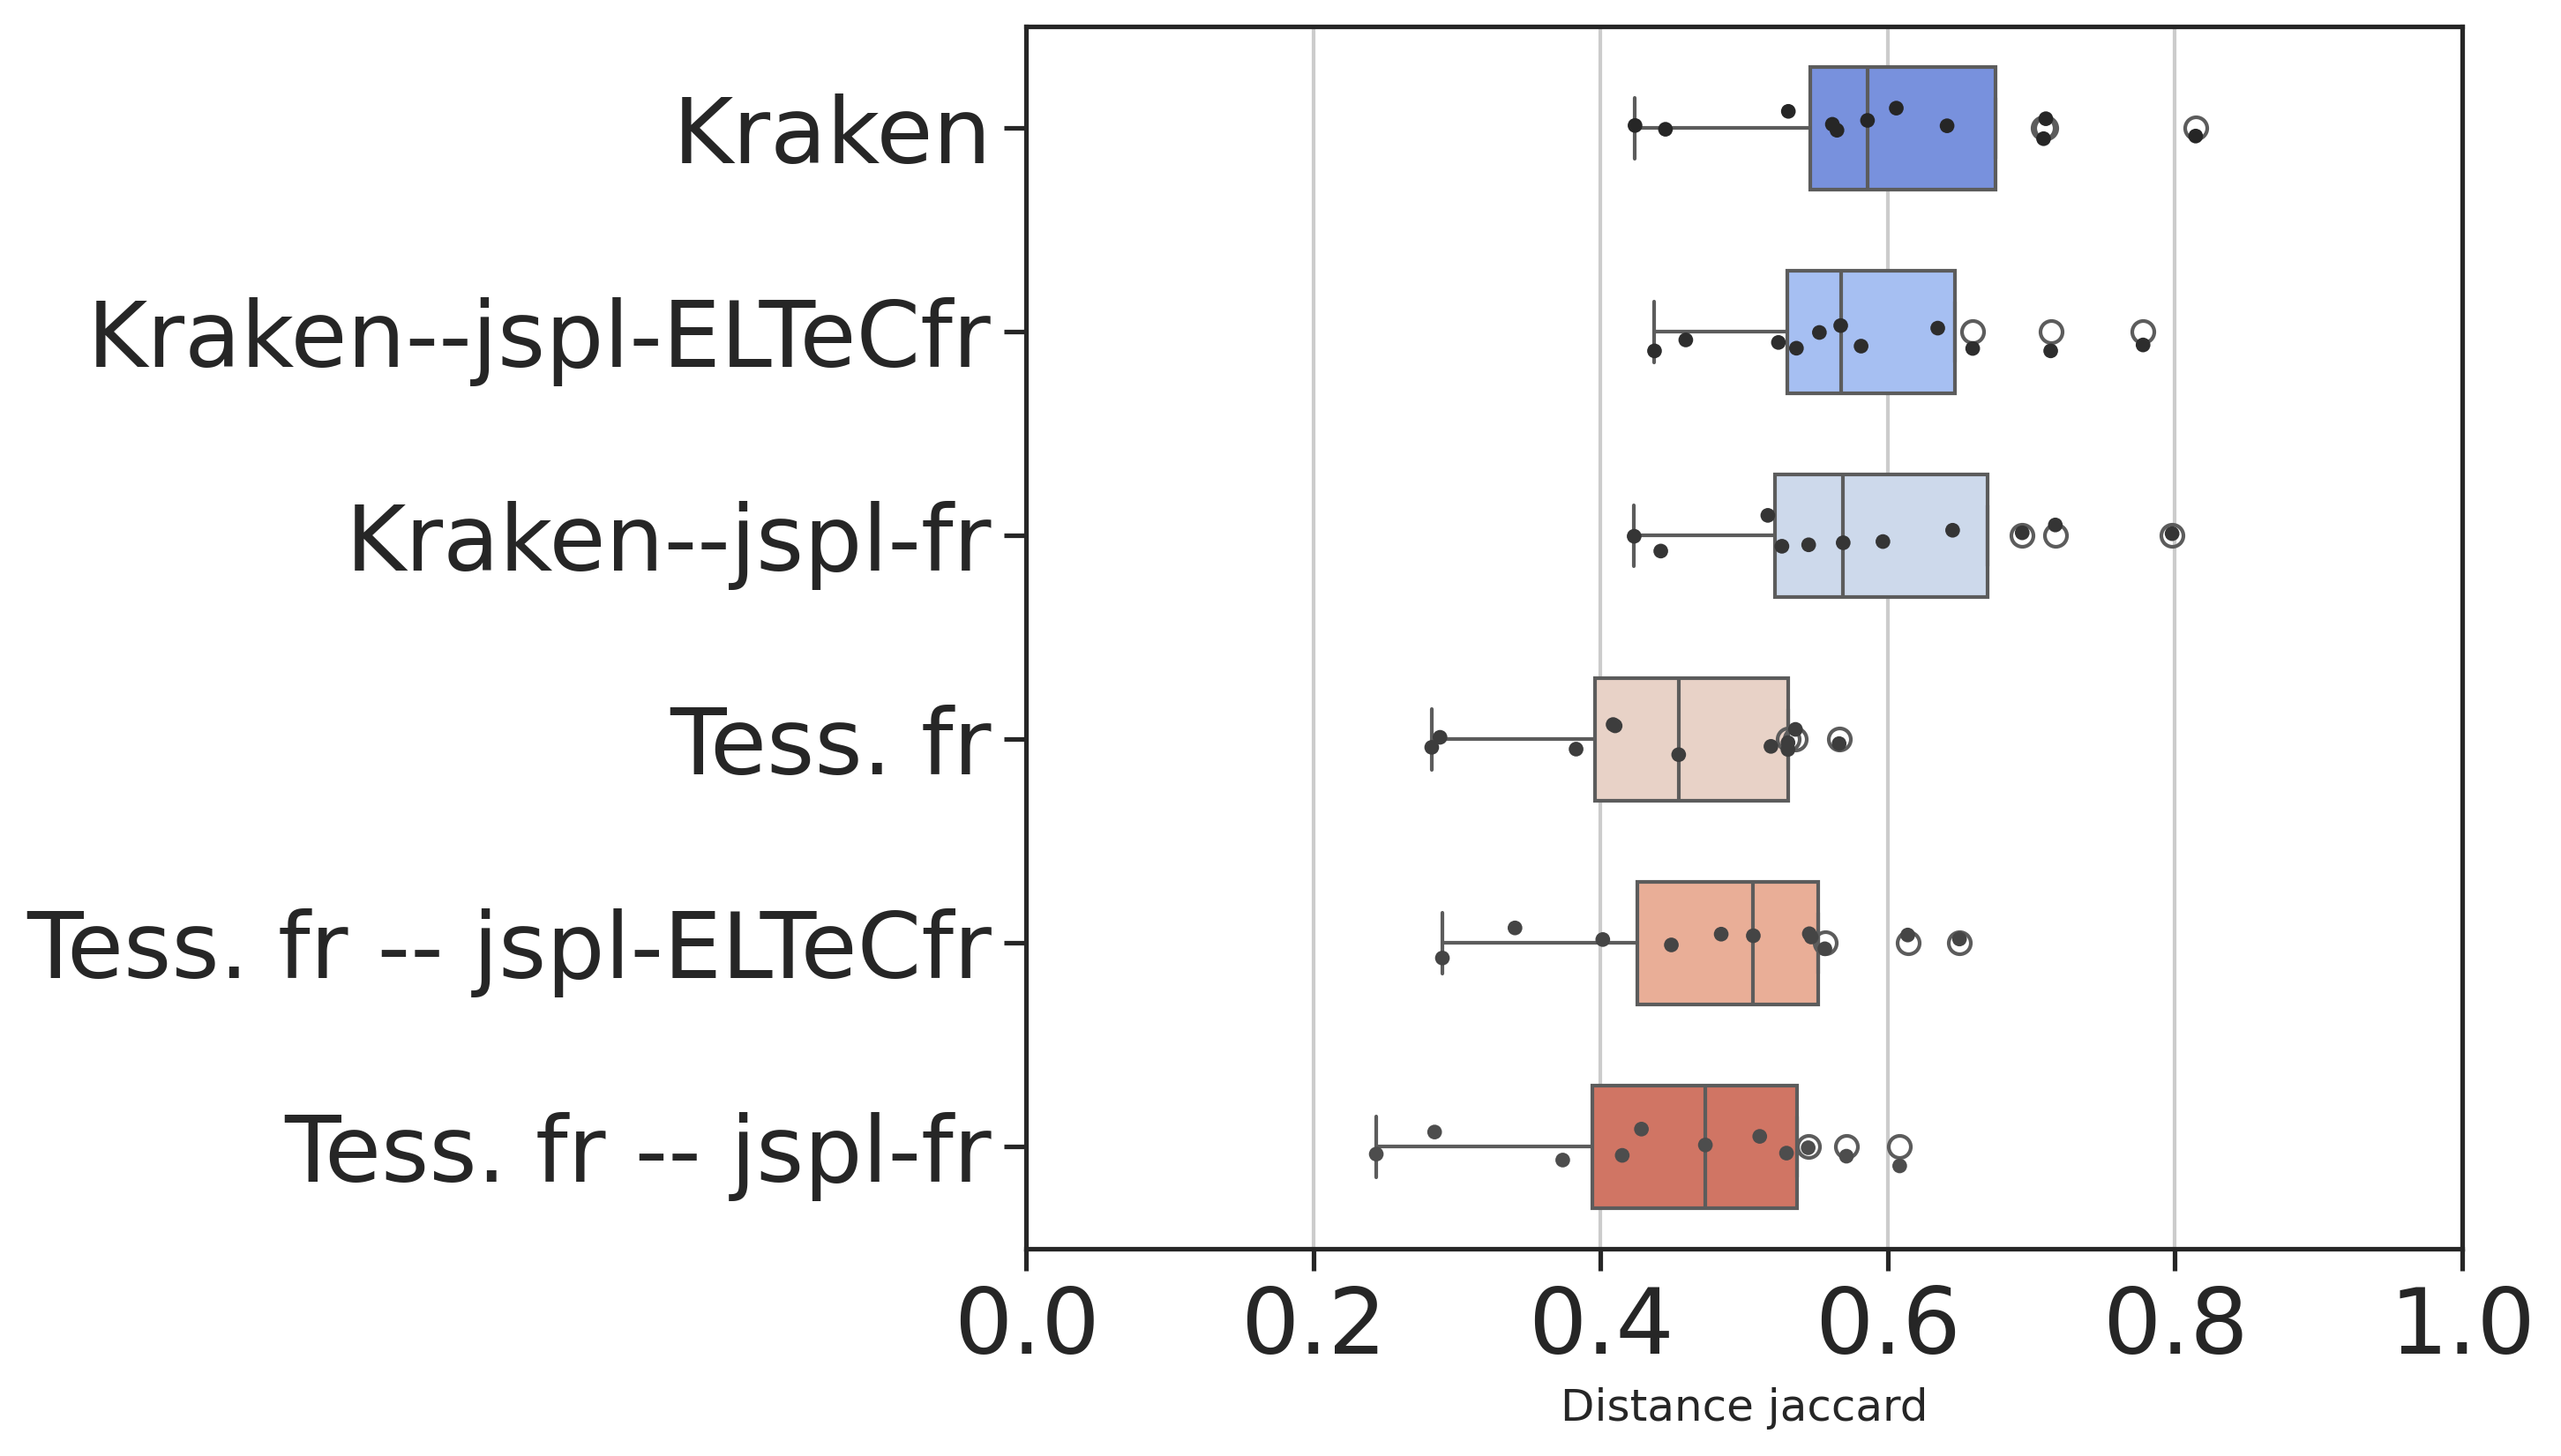 Kraken
Kraken--jspl-ELTeCfr
Kraken--jspl-fr
Tess. fr
Tess. fr -- jspl-ELTeCfr
Tess. fr -- jspl-fr
0.0 0.2 0.4 0.6 0.8 1.0
Distance jaccard